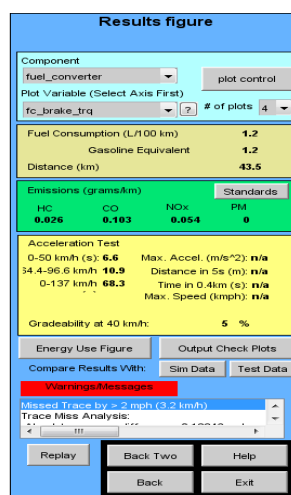 Results figure
Component
fuel_converter
plot control
Plot Variable (Select Axis First)
fc_brake_trq ? # of plots 4
Fuel Consumption (L/100 km) 1.2
Gasoline Equivalent 1.2
Distance (km) 43.5
Emissions (grams/km) Standards
HC CO NOx PM
0.026 0.103 0.054 0
Acceleration Test
0-50 km/h (s): 6.6 Max. Accel. (m/s^2): n/a
64.4-96.6 km/h 10.9 Distance in 5s (m): n/a
0-137 km/h 68.3 Time in 0.4km (s): n/a
Max. Speed (kmph): n/a
Gradeability at 40 km/h: 5 %
Energy Use Figure Output Check Plots
Compare Results With: Sim Data Test Data
Warnings/Messages
Missed Trace by > 2 mph (3.2 km/h)
Trace Miss Analysis:
Replay Back Two Help
Back Exit